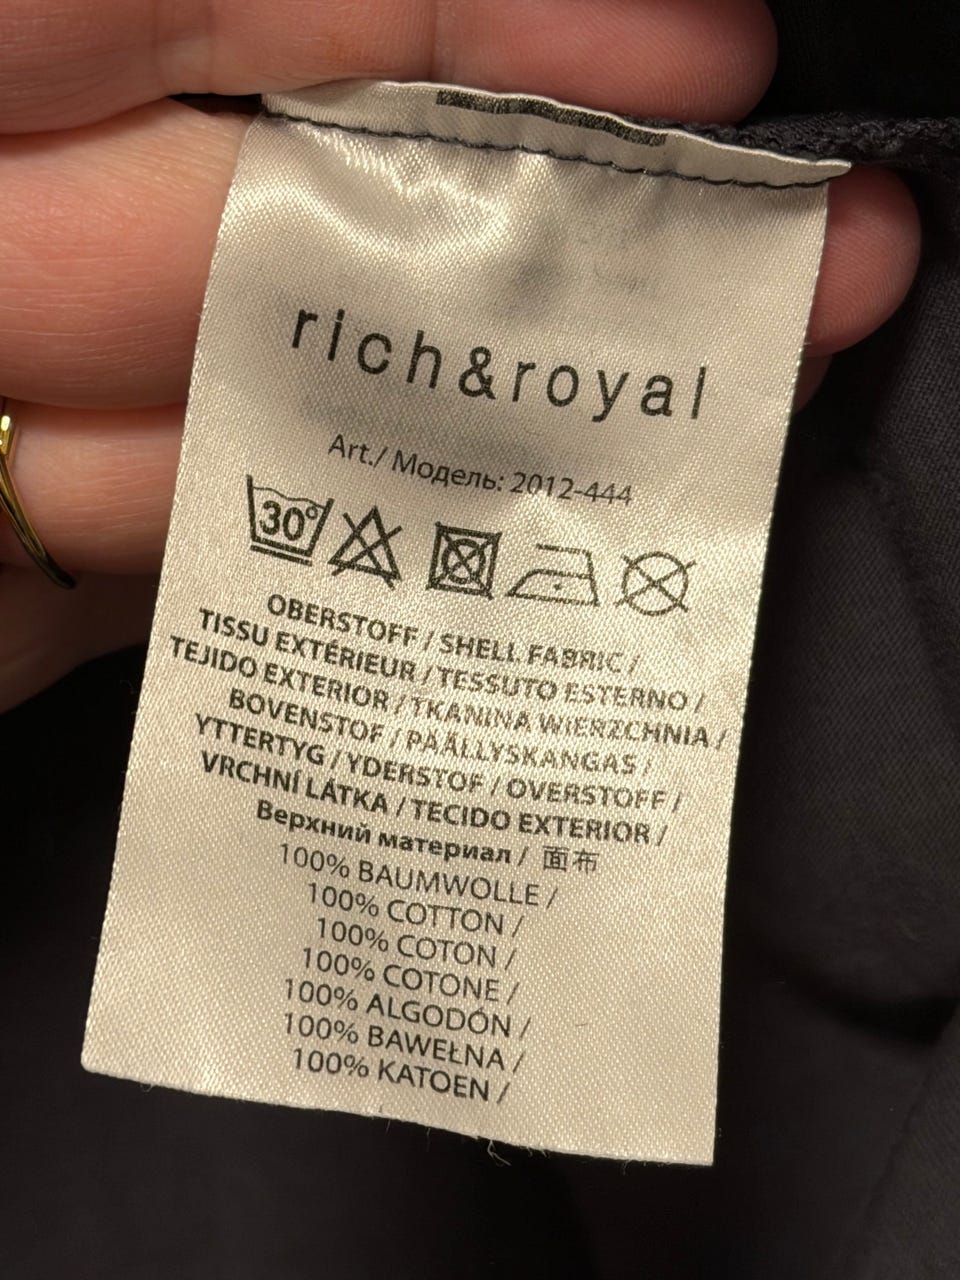 rich&royal
Art./ Модель: 2012-444
30°
OBERSTOFF / SHELL FABRIC /
TISSU EXTÉRIEUR / TESSUTO ESTERNO /
TEJIDO EXTERIOR / TKANINA WIERZCHNIA /
BOVENSTOF / PÄÄLLYSKANGAS /
YTTERTYG / YDERSTOF / OVERSTOFF /
VRCHNÍ LÁTKA / TECIDO EXTERIOR /
Верхний материал / 面布
100% BAUMWOLLE /
100% COTTON /
100% COTON /
100% COTONE /
100% ALGODÓN /
100% BAWEŁNA /
100% KATOEN /